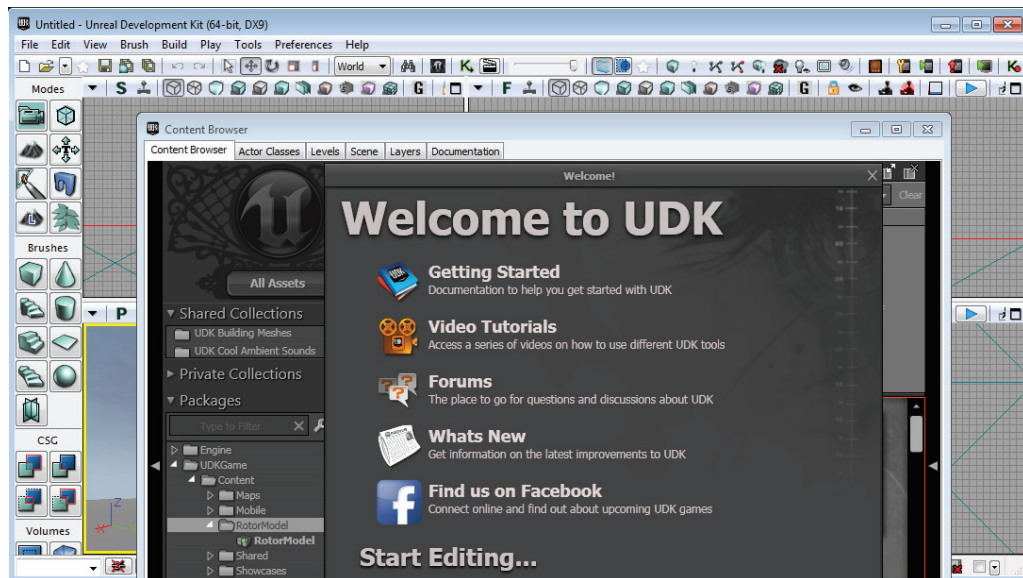 Untitled - Unreal Development Kit (64-bit, DX9)
File Edit View Brush Build Play Tools Preferences Help
World
Modes
S
G
F
G
Content Browser
Content Browser Actor Classes Levels Scene Layers Documentation
Welcome!
Clear
Welcome to UDK
Brushes
All Assets
Getting Started
Documentation to help you get started with UDK
P
Shared Collections
UDK Building Meshes
UDK Cool Ambient Sounds
Video Tutorials
Access a series of videos on how to use different UDK tools
Private Collections
Packages
Type to Filter
Forums
The place to go for questions and discussions about UDK
CSG
Engine
UDKGame
Content
Maps
Mobile
RotorModel
RotorModel
Shared
Showcases
Whats New
Get information on the latest improvements to UDK
Find us on Facebook
Connect online and find out about upcoming UDK games
Z
X
Volumes
Start Editing...